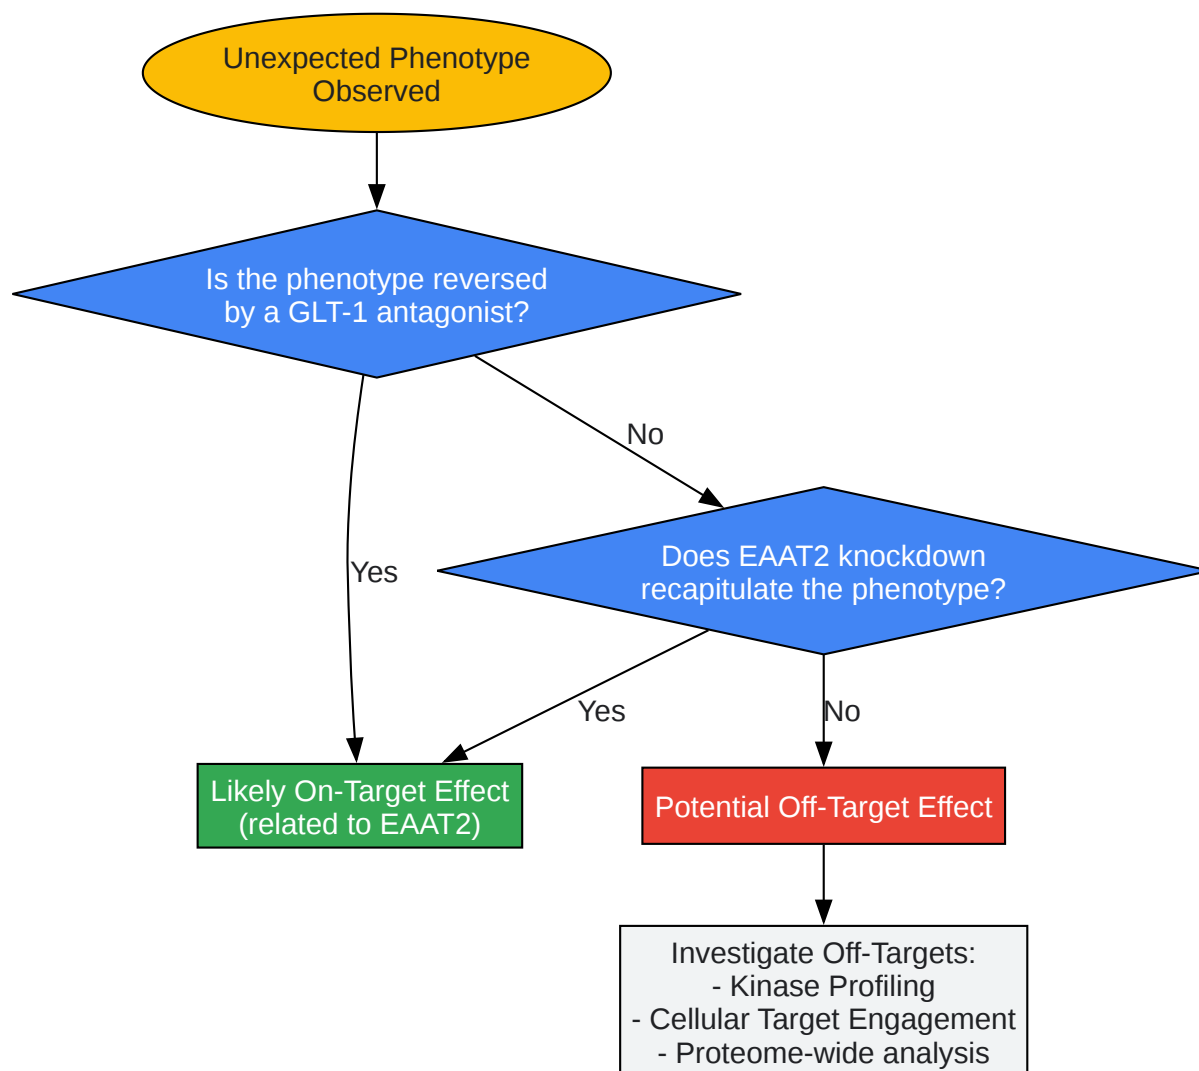 Unexpected Phenotype
Observed
Is the phenotype reversed
by a GLT-1 antagonist?
No
Does EAAT2 knockdown
recapitulate the phenotype?
Yes
Yes
No
Likely On-Target Effect
(related to EAAT2)
Potential Off-Target Effect
Investigate Off-Targets:
- Kinase Profiling
- Cellular Target Engagement
- Proteome-wide analysis